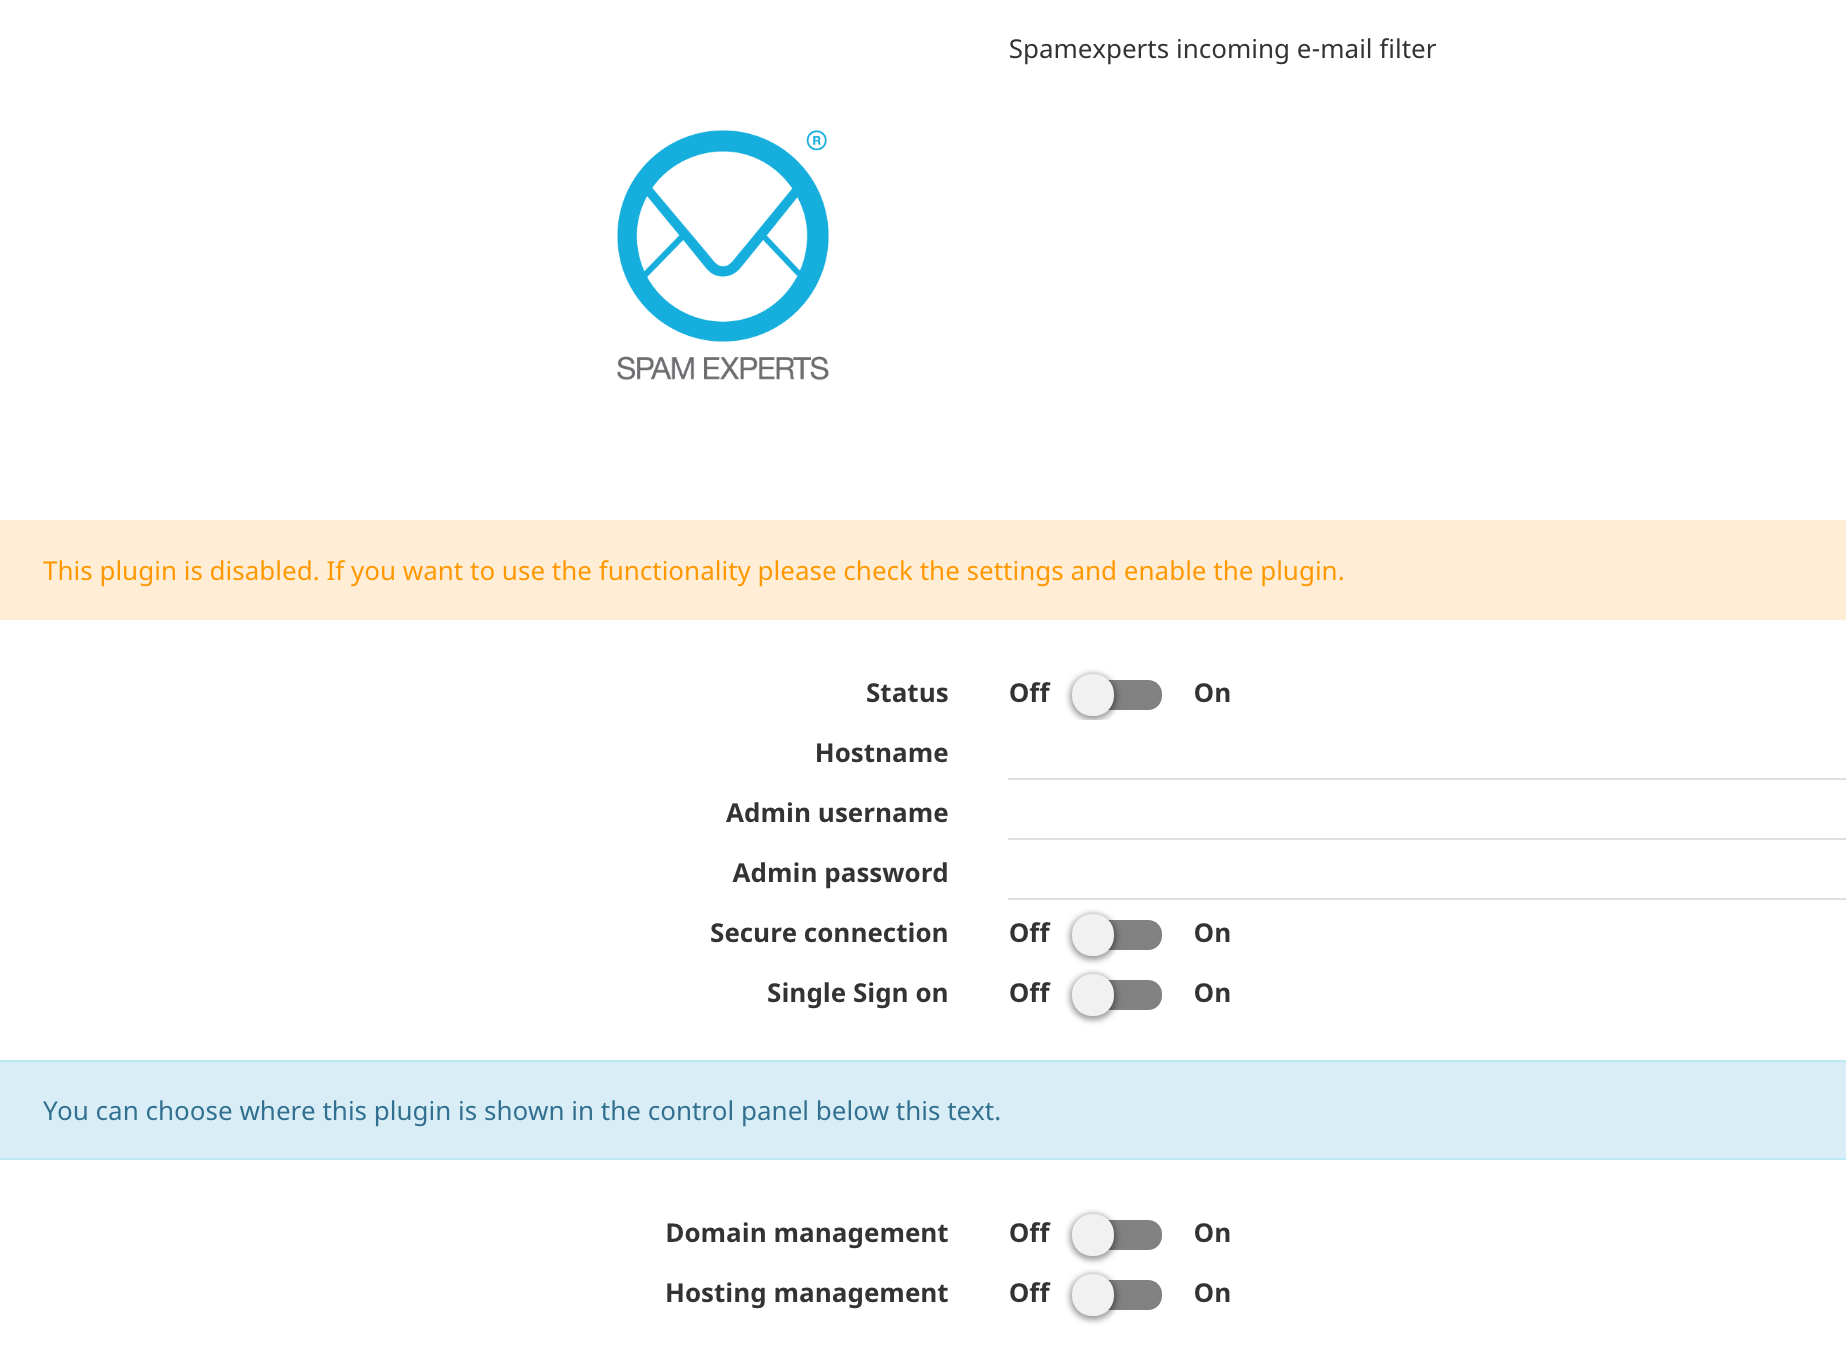 Spamexperts incoming e-mail filter
®
SPAM EXPERTS
This plugin is disabled. If you want to use the functionality please check the settings and enable the plugin.
Status Off On
Hostname
Admin username
Admin password
Secure connection Off On
Single Sign on Off On
You can choose where this plugin is shown in the control panel below this text.
Domain management Off On
Hosting management Off On